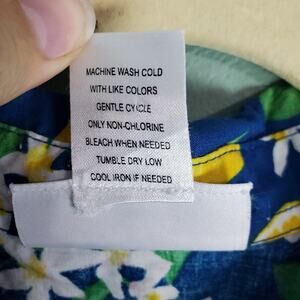 MACHINE WASH COLD
WITH LIKE COLORS
GENTLE CYCLE
ONLY NON-CHLORINE
BLEACH WHEN NEEDED
TUMBLE DRY LOW
COOL IRON IF NEEDED